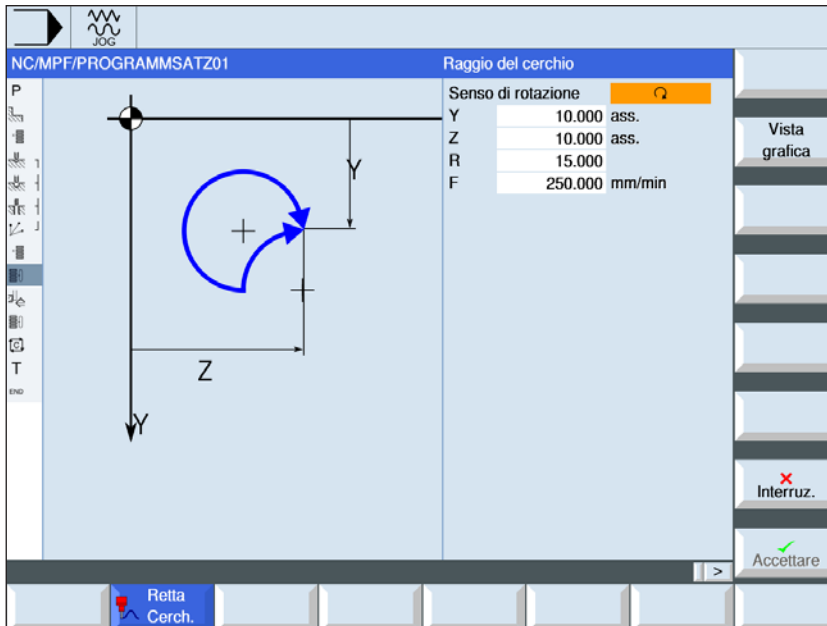 JOG
NC/MPF/PROGRAMMSATZ01
Raggio del cerchio
P
T
END
Y
Z
Y
Senso di rotazione
Y 10.000 ass.
Z 10.000 ass.
R 15.000
F 250.000 mm/min
Vista
grafica
Interruz.
Accettare
>
Retta
Cerch.